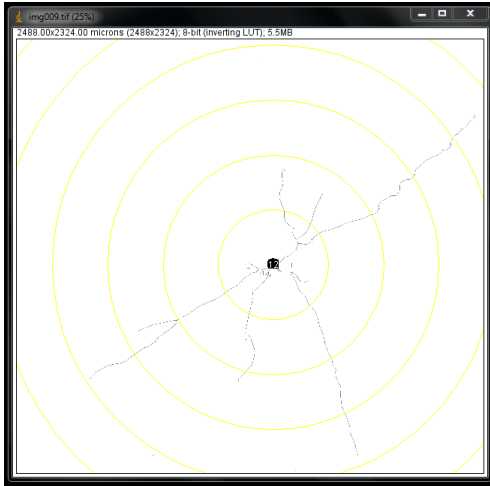 img009.tif (25%)
2488.00x2324.00 microns (2488x2324); 8-bit (inverting LUT); 5.5MB